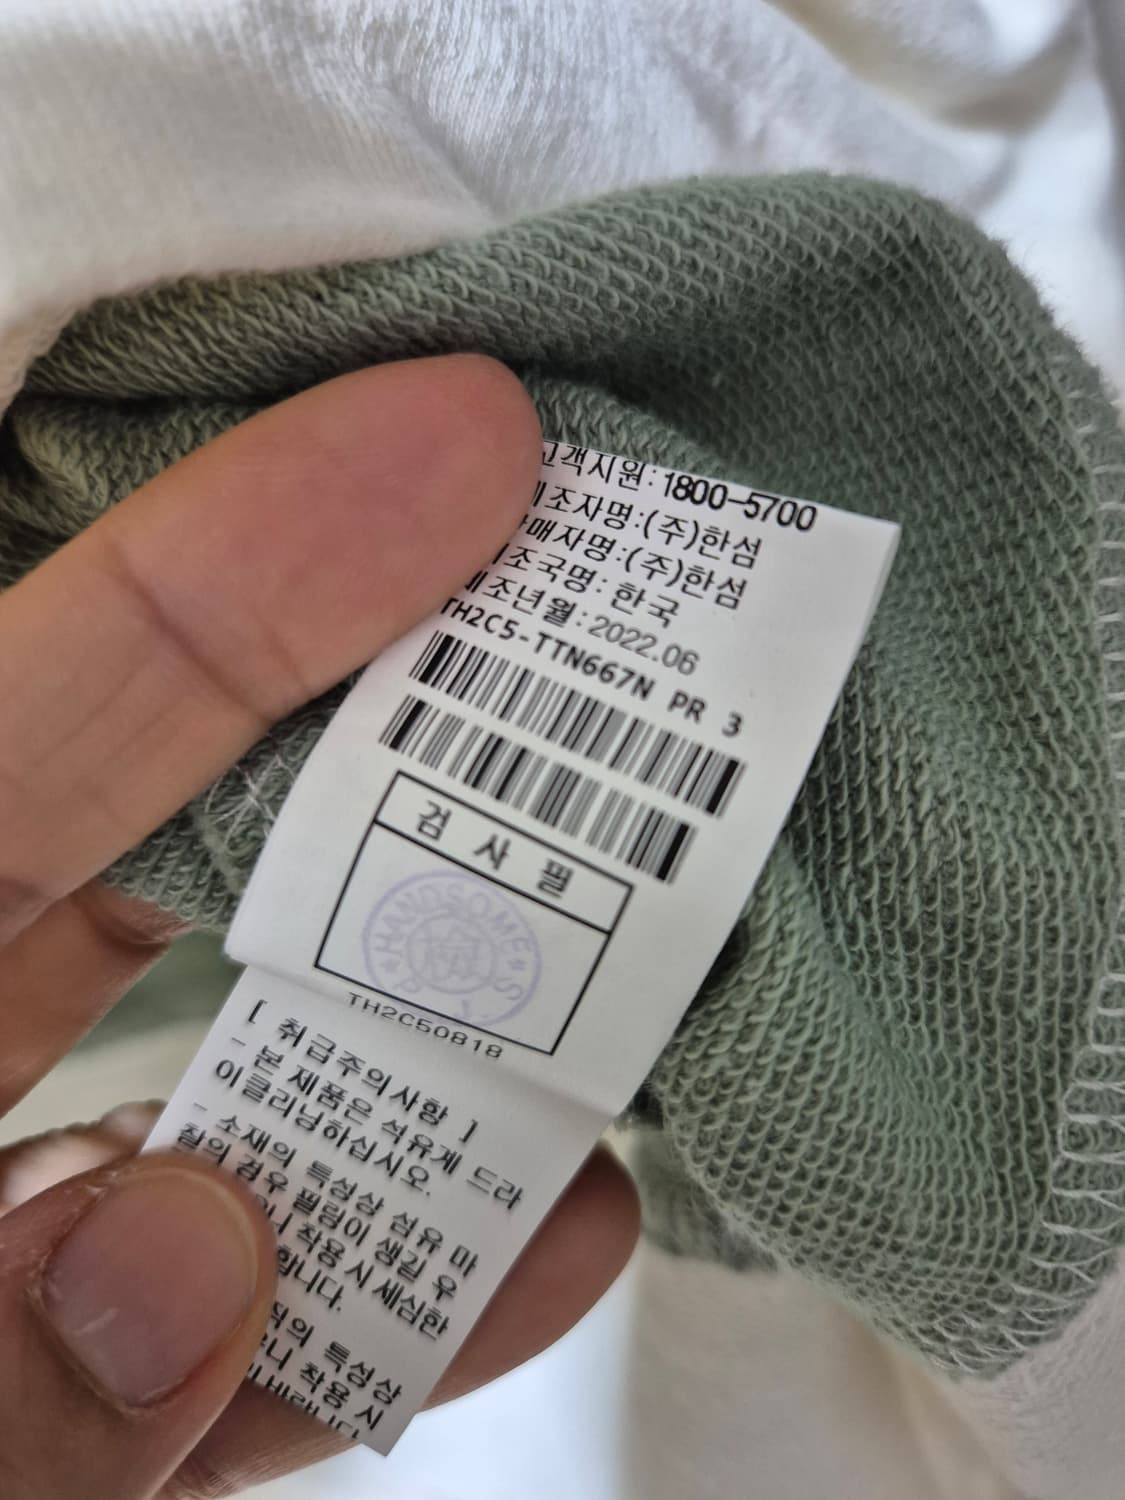 고객지원:1800-5700
제조자명:(주)한섬
판매자명:(주)한섬
제조국명: 한국
제조년월:2022.06
TH2C5-TTN667N PR 3
검 사 필
HANDSOME
TH2C50818
[ 취급주의사항 ]
- 본 제품은 석유계 드라
이클리닝하십시오.
- 소재의 특성상 섬유 마
찰의 경우 필링이 생길 우
니 착용 시 세심한
합니다.
직의 특성상
니 착용 시
바랍니다